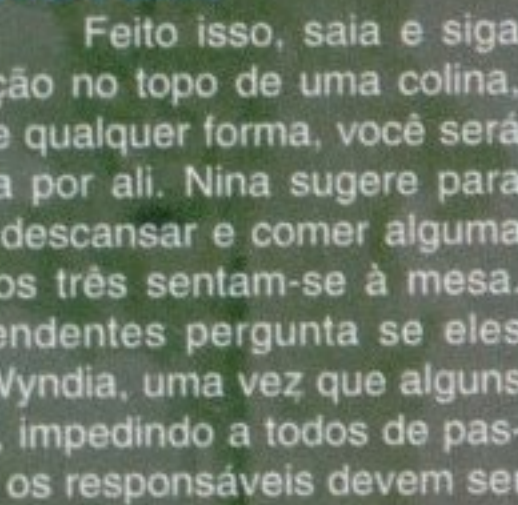 Feito isso, saia e siga
ção no topo de uma colina,
e qualquer forma, você será
a por ali. Nina sugere para
descansar e comer alguma
os três sentam-se à mesa.
endentes pergunta se eles
Wyndia, uma vez que alguns
, impedindo a todos de pas-
os responsáveis devem ser